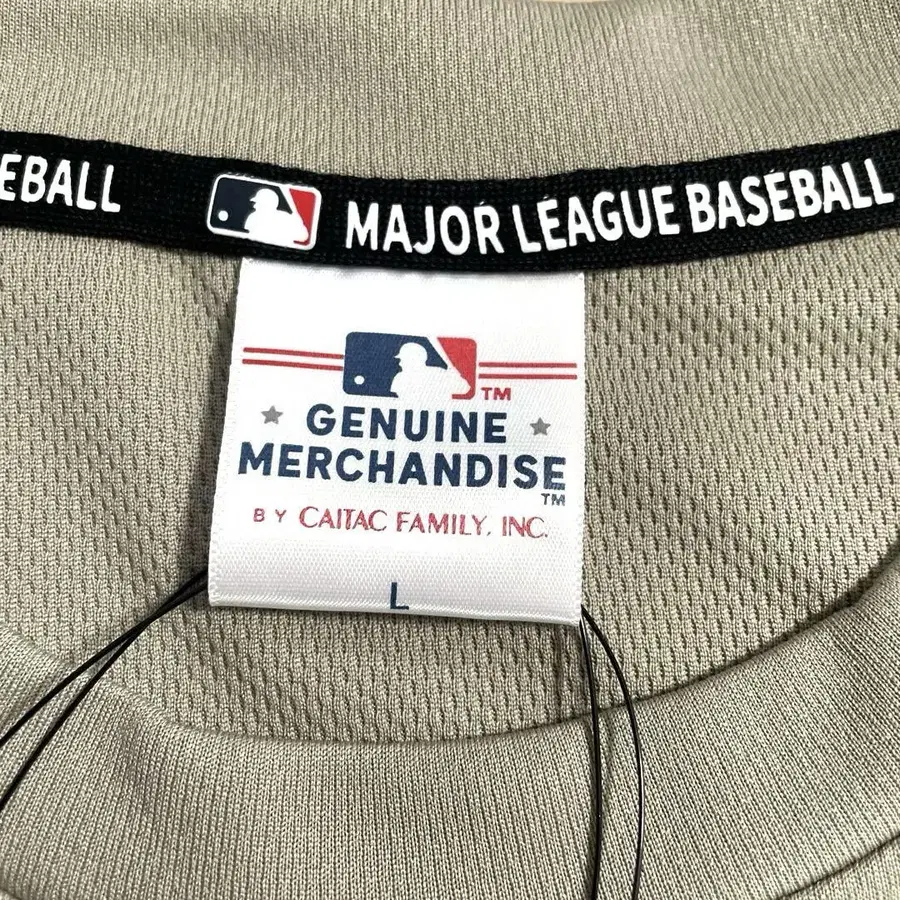 EBALL MAJOR LEAGUE BASEBALL
TM
GENUINE
MERCHANDISE
TM
BY CAITAC FAMILY, INC.
L